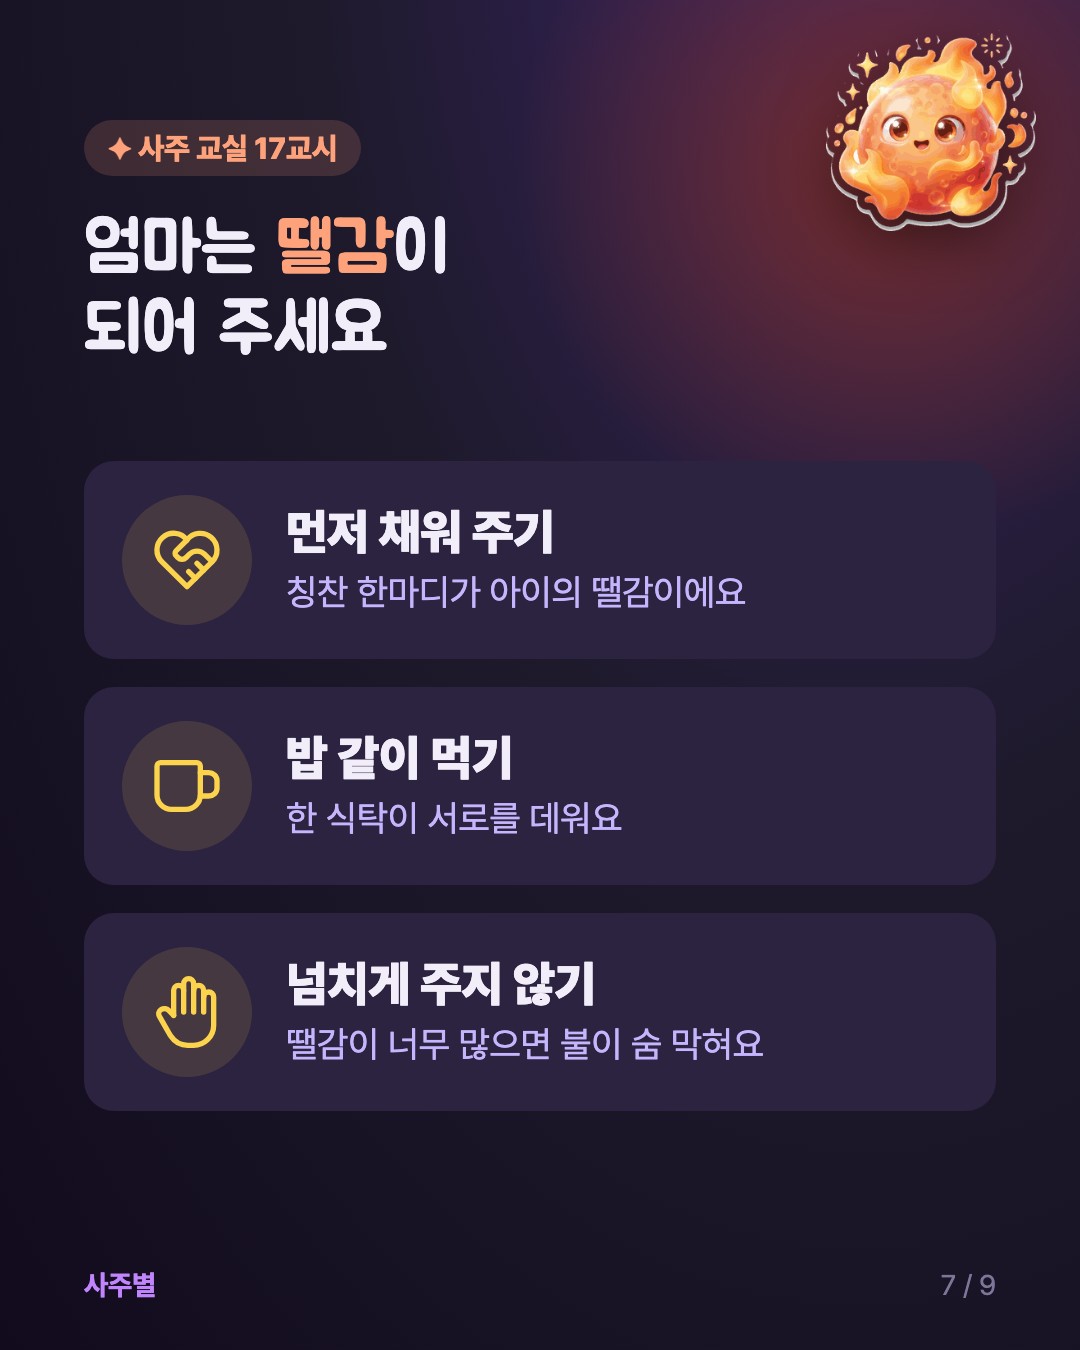 사주 교실 17교시
엄마는 땔감이
되어 주세요
먼저 채워 주기
칭찬 한마디가 아이의 땔감이에요
밥 같이 먹기
한 식탁이 서로를 데워요
넘치게 주지 않기
땔감이 너무 많으면 불이 숨 막혀요
사주별
7 / 9